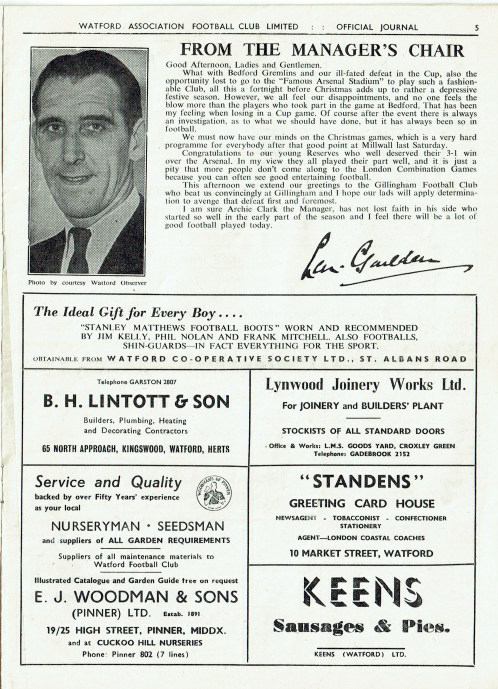 WATFORD ASSOCIATION FOOTBALL CLUB LIMITED : : OFFICIAL JOURNAL 5
FROM THE MANAGER'S CHAIR
Good Afternoon, Ladies and Gentlemen.
What with Bedford Gremlins and our ill-fated defeat in the Cup, also the
opportunity lost to go to the "Famous Arsenal Stadium" to play such a fashion-
able Club, all this a fortnight before Christmas adds up to rather a depressive
festive season. However, we all feel our disappointments, and no one feels the
blow more than the players who took part in the game at Bedford. That has been
my feeling when losing in a Cup game. Of course after the event there is always
an investigation, as to what we should have done, but it has always been so in
football.
We must now have our minds on the Christmas games, which is a very hard
programme for everybody after that good point at Millwall last Saturday.
Congratulations to our young Reserves who well deserved their 3-1 win
over the Arsenal. In my view they all played their part well, and it is just a
pity that more people don't come along to the London Combination Games
because you can often see good entertaining football.
This afternoon we extend our greetings to the Gillingham Football Club
who beat us convincingly at Gillingham and I hope our lads will apply determina-
tion to avenge that defeat first and foremost.
I am sure Archie Clark the Manager, has not lost faith in his side who
started so well in the early part of the season and I feel there will be a lot of
good football played today.
Len Goulden
Photo by courtesy Watford Observer
The Ideal Gift for Every Boy ....
"STANLEY MATTHEWS FOOTBALL BOOTS" WORN AND RECOMMENDED
BY JIM KELLY, PHIL NOLAN AND FRANK MITCHELL. ALSO FOOTBALLS,
SHIN-GUARDS—IN FACT EVERYTHING FOR THE SPORT.
OBTAINABLE FROM WATFORD CO-OPERATIVE SOCIETY LTD., ST. ALBANS ROAD
Telephone GARSTON 2807
B. H. LINTOTT & SON
Builders, Plumbing, Heating
and Decorating Contractors
65 NORTH APPROACH, KINGSWOOD, WATFORD, HERTS
Lynwood Joinery Works Ltd.
For JOINERY and BUILDERS' PLANT
STOCKISTS OF ALL STANDARD DOORS
Office & Works: L.M.S. GOODS YARD, CROXLEY GREEN
Telephone: GADEBROOK 2152
Service and Quality
backed by over Fifty Years' experience
as your local
NURSERYMAN · SEEDSMAN
and suppliers of ALL GARDEN REQUIREMENTS
Suppliers of all maintenance materials to
Watford Football Club
Illustrated Catalogue and Garden Guide free on request
E. J. WOODMAN & SONS
(PINNER) LTD. Estab. 1891
19/25 HIGH STREET, PINNER, MIDDX.
and at CUCKOO HILL NURSERIES
Phone: Pinner 802 (7 lines)
"STANDENS"
GREETING CARD HOUSE
NEWSAGENT - TOBACCONIST - CONFECTIONER
STATIONERY
AGENT—LONDON COASTAL COACHES
10 MARKET STREET, WATFORD
KEENS
Sausages & Pies.
KEENS (WATFORD) LTD.